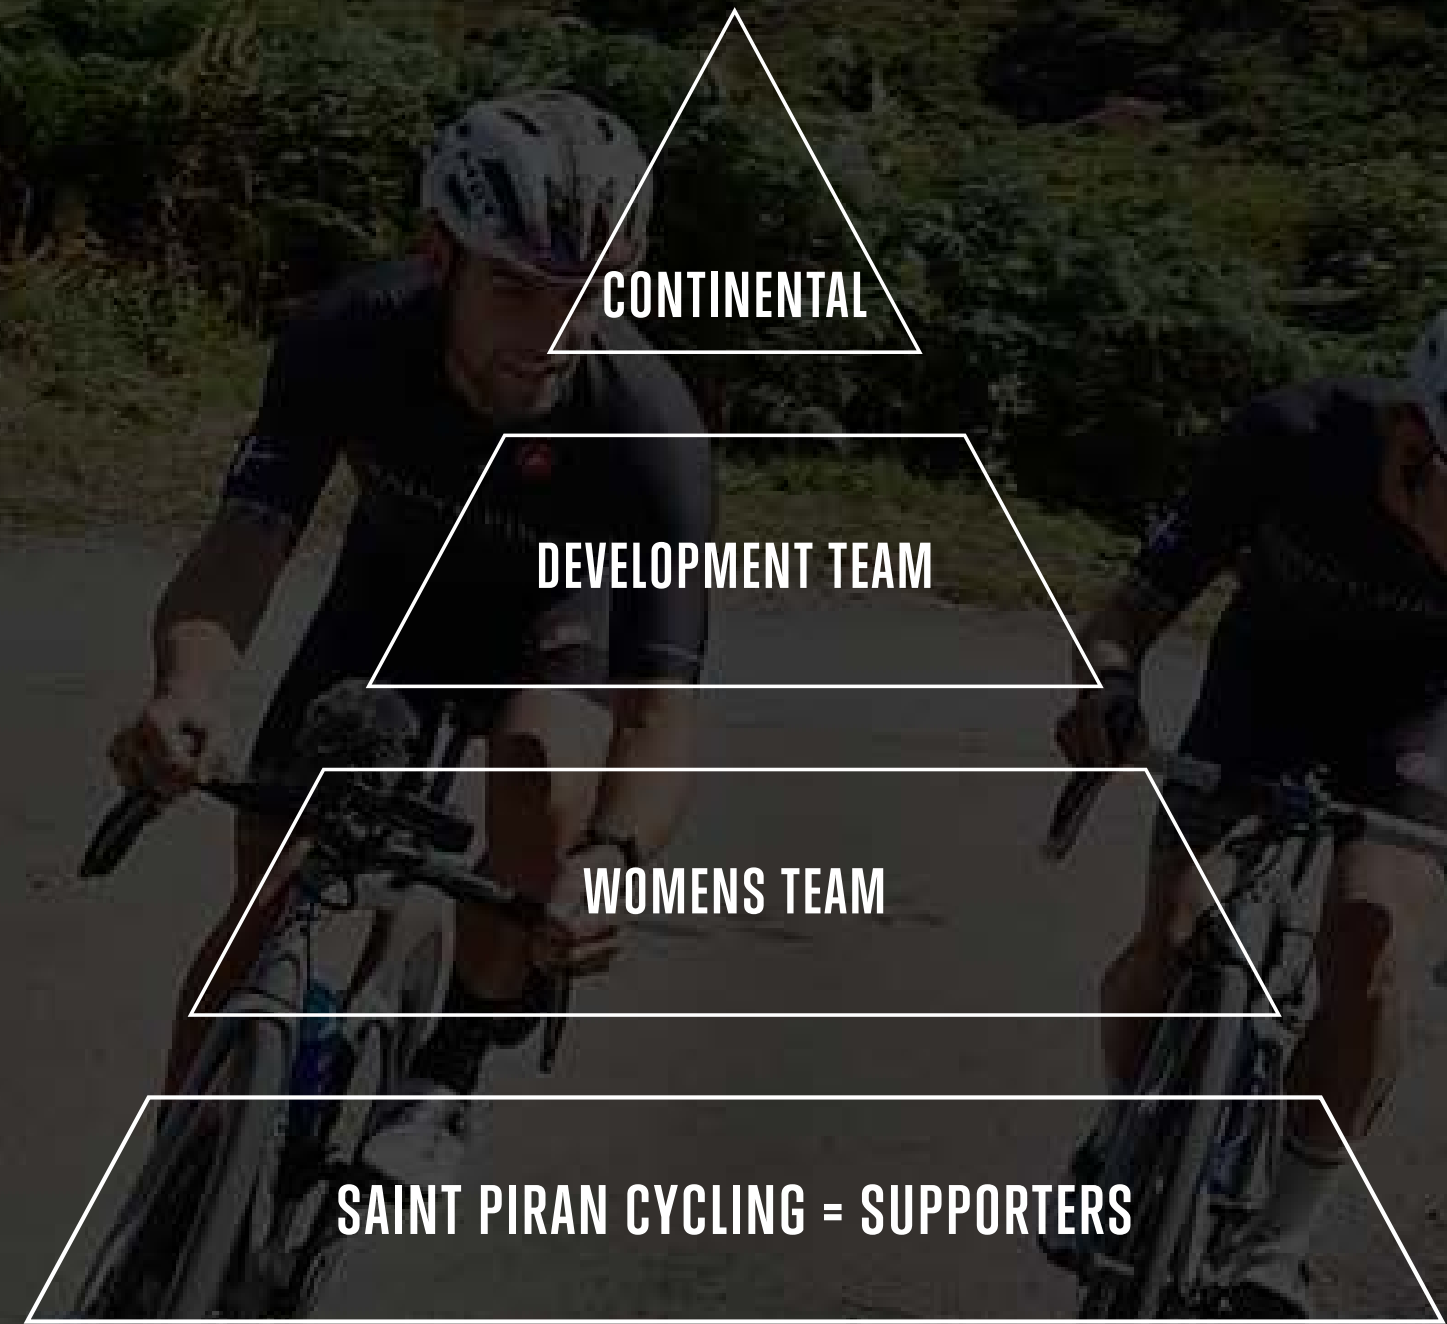 CONTINENTAL
DEVELOPMENT TEAM
WOMENS TEAM
SAINT PIRAN CYCLING = SUPPORTERS